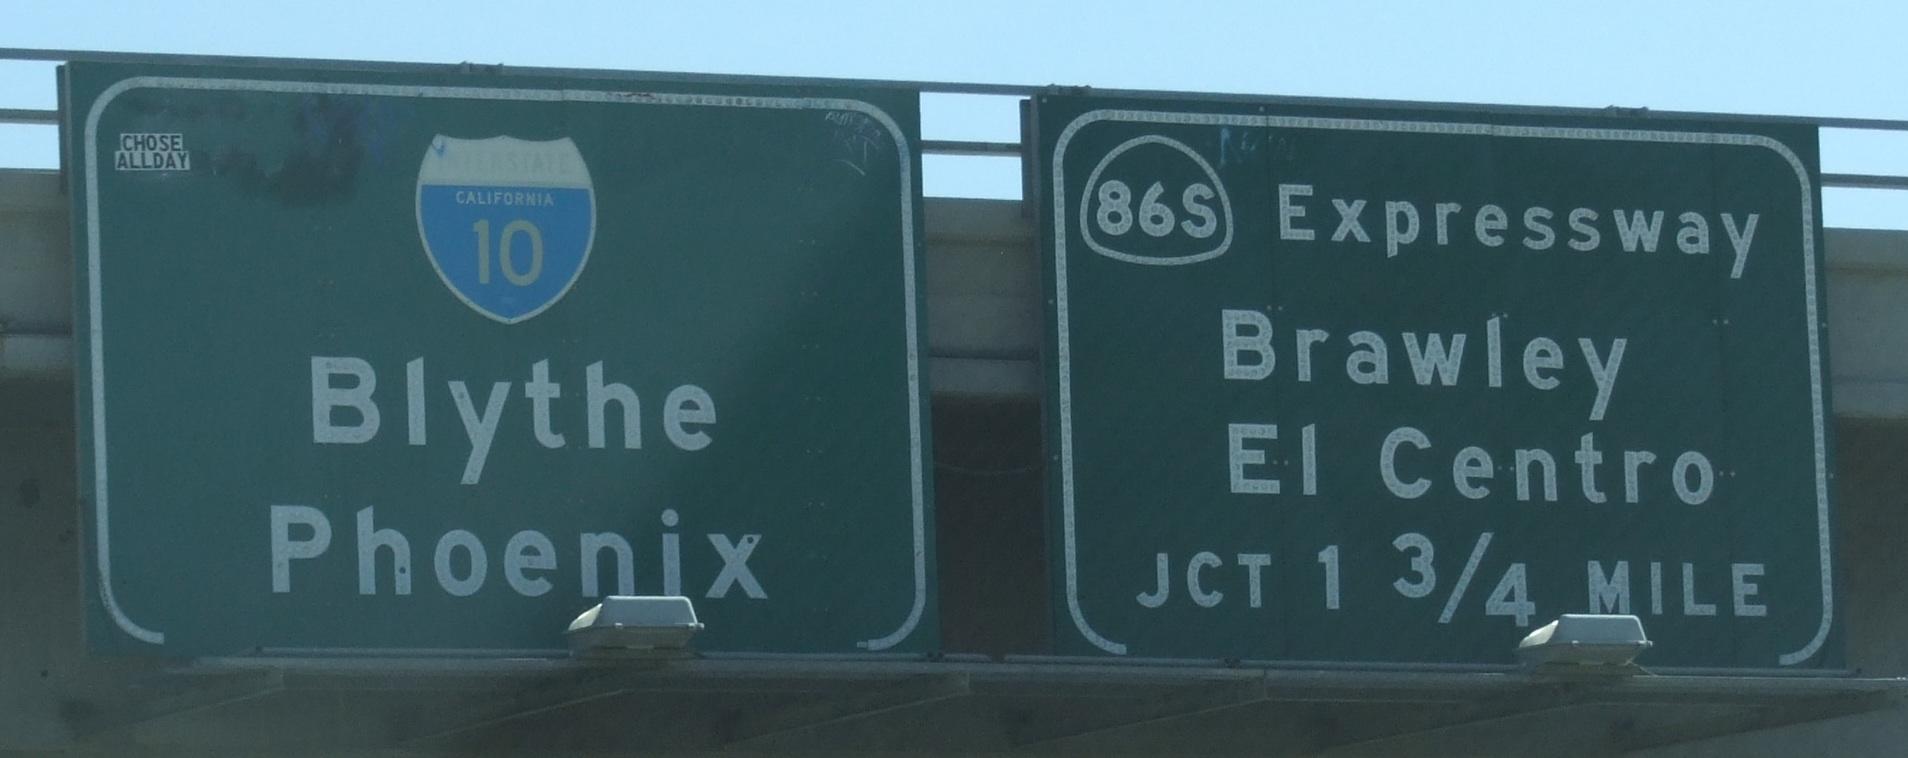 CHOSE
ALLDAY
INTERSTATE
CALIFORNIA
10
Blythe
Phoenix
86S Expressway
Brawley
El Centro
JCT 1 3/4 MILE